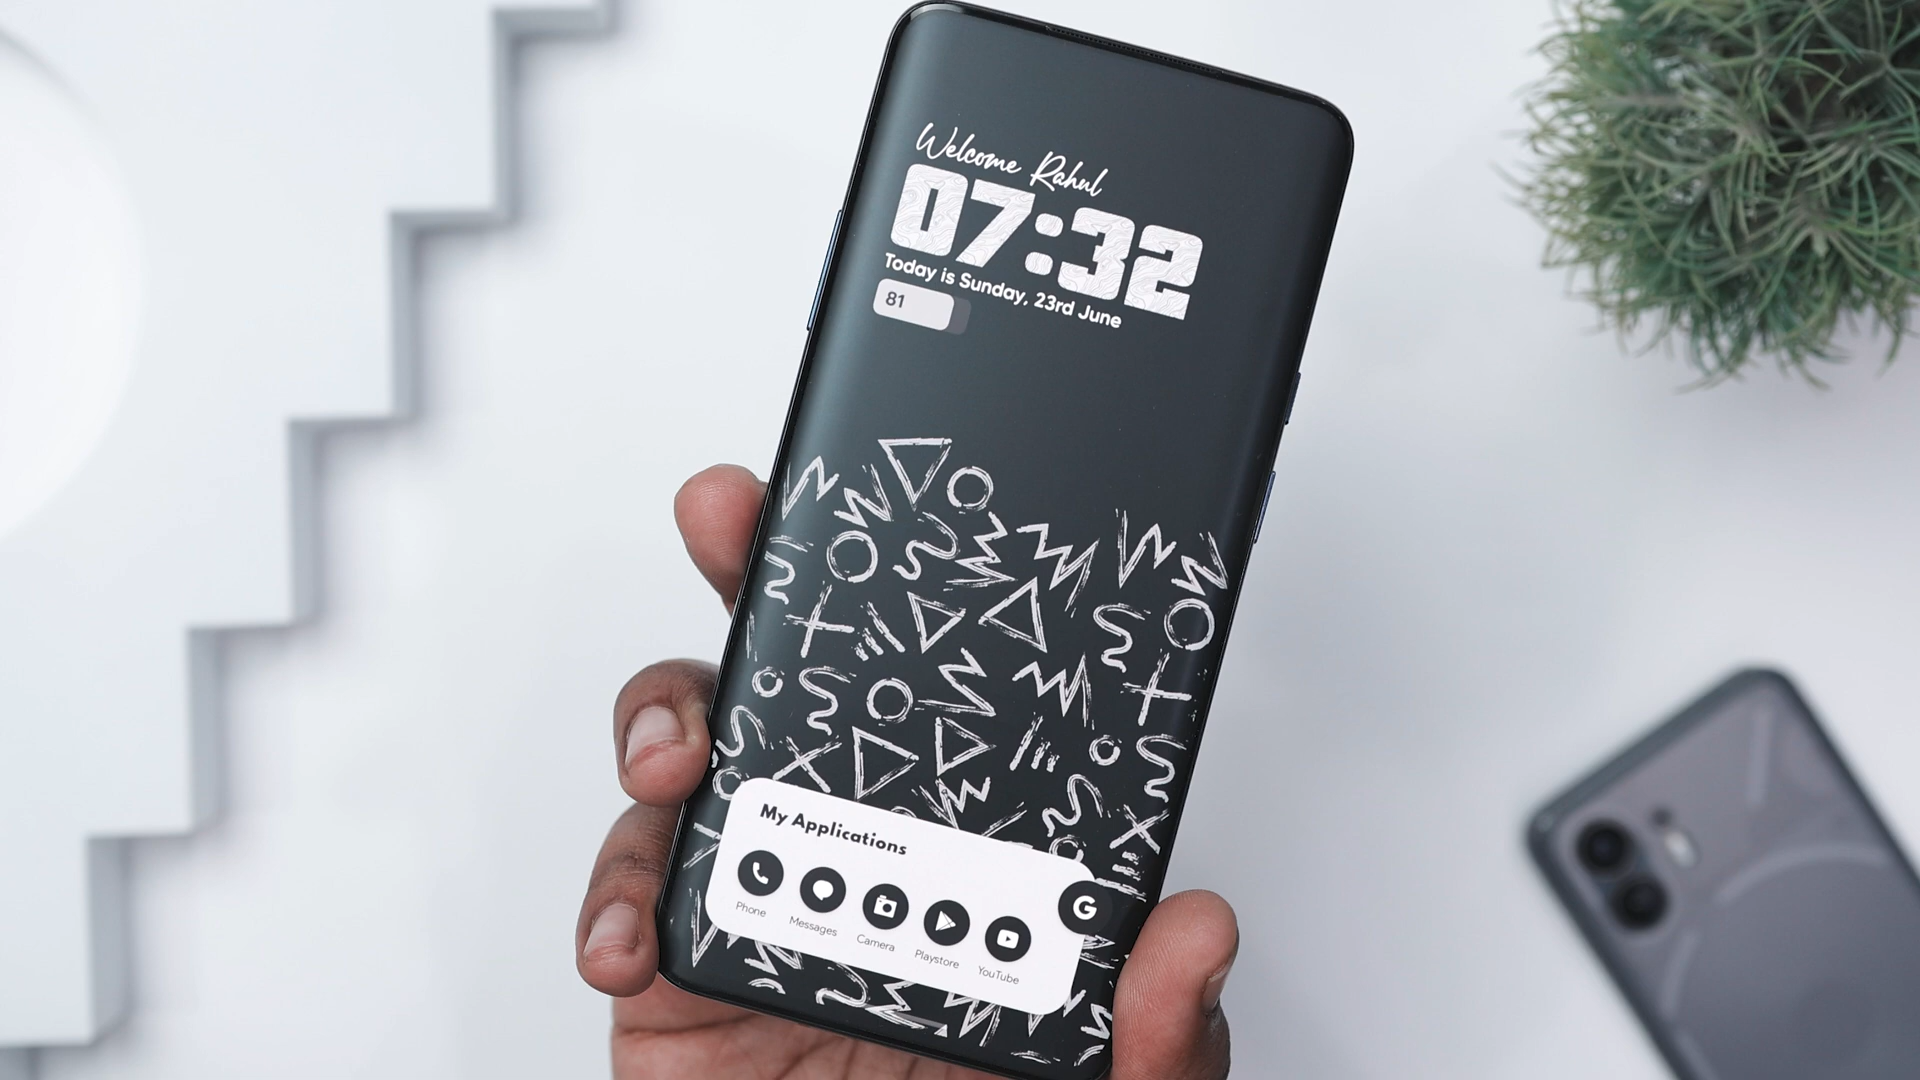 Welcome Rahul
07:32
Today is Sunday, 23rd June
81
My Applications
G
Phone
Messages
Camera
Playstore
YouTube